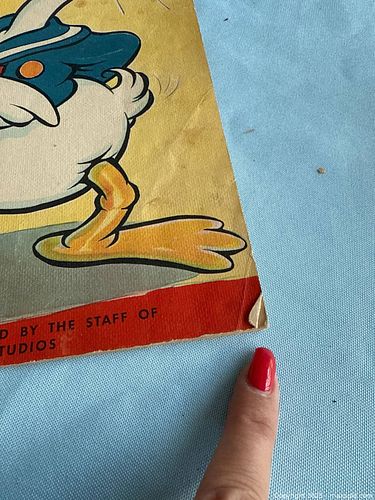 D BY THE STAFF OF
TUDIOS